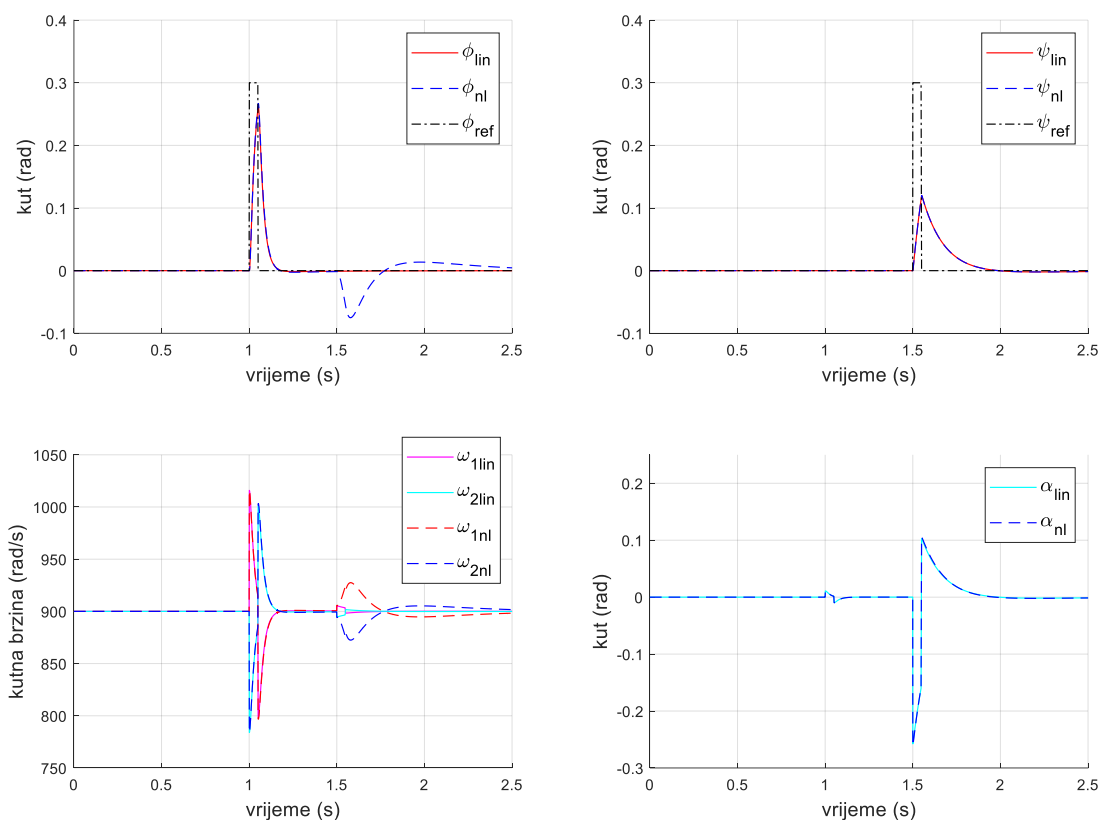 0.4
0.3
0.2
0.1
0
-0.1
kut (rad)
0 0.5 1 1.5 2 2.5
vrijeme (s)
ϕlin
ϕnl
ϕref
0.4
0.3
0.2
0.1
0
-0.1
kut (rad)
0 0.5 1 1.5 2 2.5
vrijeme (s)
ψlin
ψnl
ψref
1050
1000
950
900
850
800
750
kutna brzina (rad/s)
0 0.5 1 1.5 2 2.5
vrijeme (s)
ω1lin
ω2lin
ω1nl
ω2nl
0.2
0.1
0
-0.1
-0.2
-0.3
kut (rad)
0 0.5 1 1.5 2 2.5
vrijeme (s)
αlin
αnl